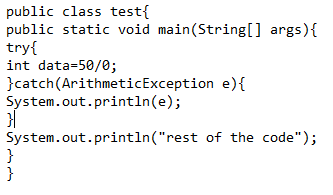 public class test{
public static void main(String[] args){
try{
int data=50/0;
}catch(ArithmeticException e){
System.out.println(e);
}
System.out.println("rest of the code");
}
}